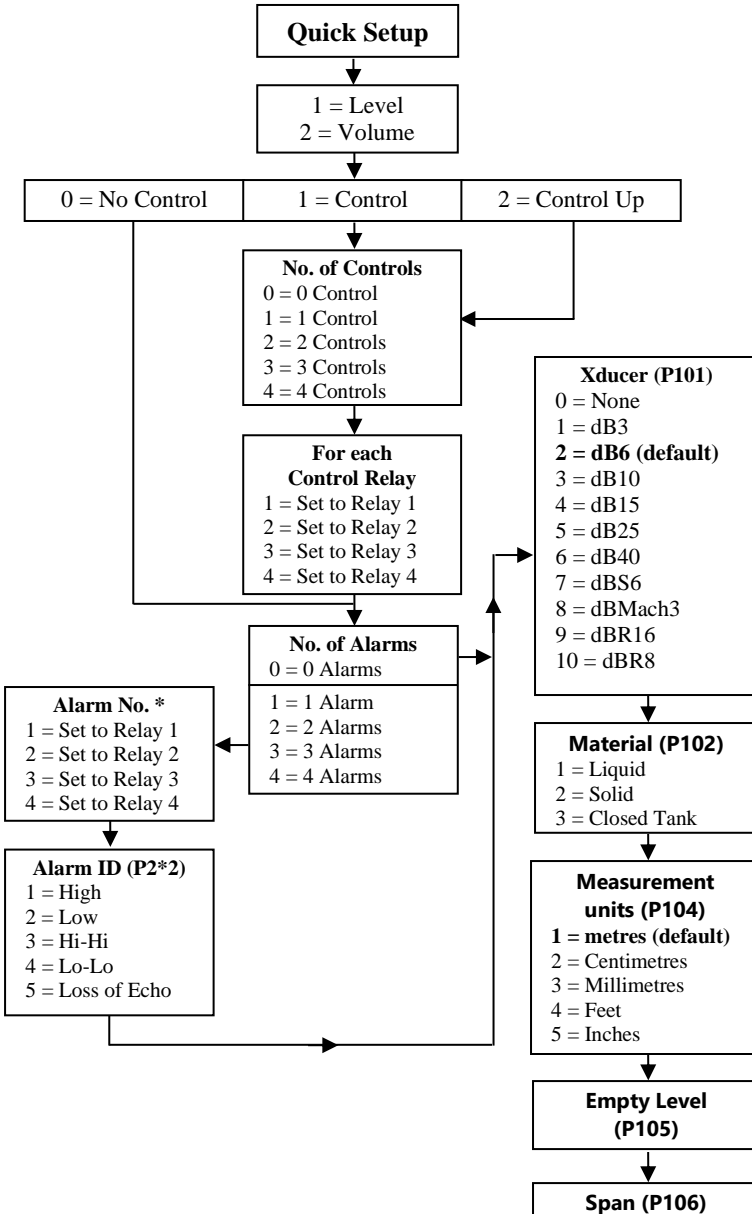 Quick Setup
1 = Level
2 = Volume
0 = No Control
1 = Control
2 = Control Up
No. of Controls
0 = 0 Control
1 = 1 Control
2 = 2 Controls
3 = 3 Controls
4 = 4 Controls
For each
Control Relay
1 = Set to Relay 1
2 = Set to Relay 2
3 = Set to Relay 3
4 = Set to Relay 4
No. of Alarms
0 = 0 Alarms
1 = 1 Alarm
2 = 2 Alarms
3 = 3 Alarms
4 = 4 Alarms
Alarm No. *
1 = Set to Relay 1
2 = Set to Relay 2
3 = Set to Relay 3
4 = Set to Relay 4
Alarm ID (P2*2)
1 = High
2 = Low
3 = Hi-Hi
4 = Lo-Lo
5 = Loss of Echo
Xducer (P101)
0 = None
1 = dB3
2 = dB6 (default)
3 = dB10
4 = dB15
5 = dB25
6 = dB40
7 = dBS6
8 = dBMach3
9 = dBR16
10 = dBR8
Material (P102)
1 = Liquid
2 = Solid
3 = Closed Tank
Measurement
units (P104)
1 = metres (default)
2 = Centimetres
3 = Millimetres
4 = Feet
5 = Inches
Empty Level
(P105)
Span (P106)